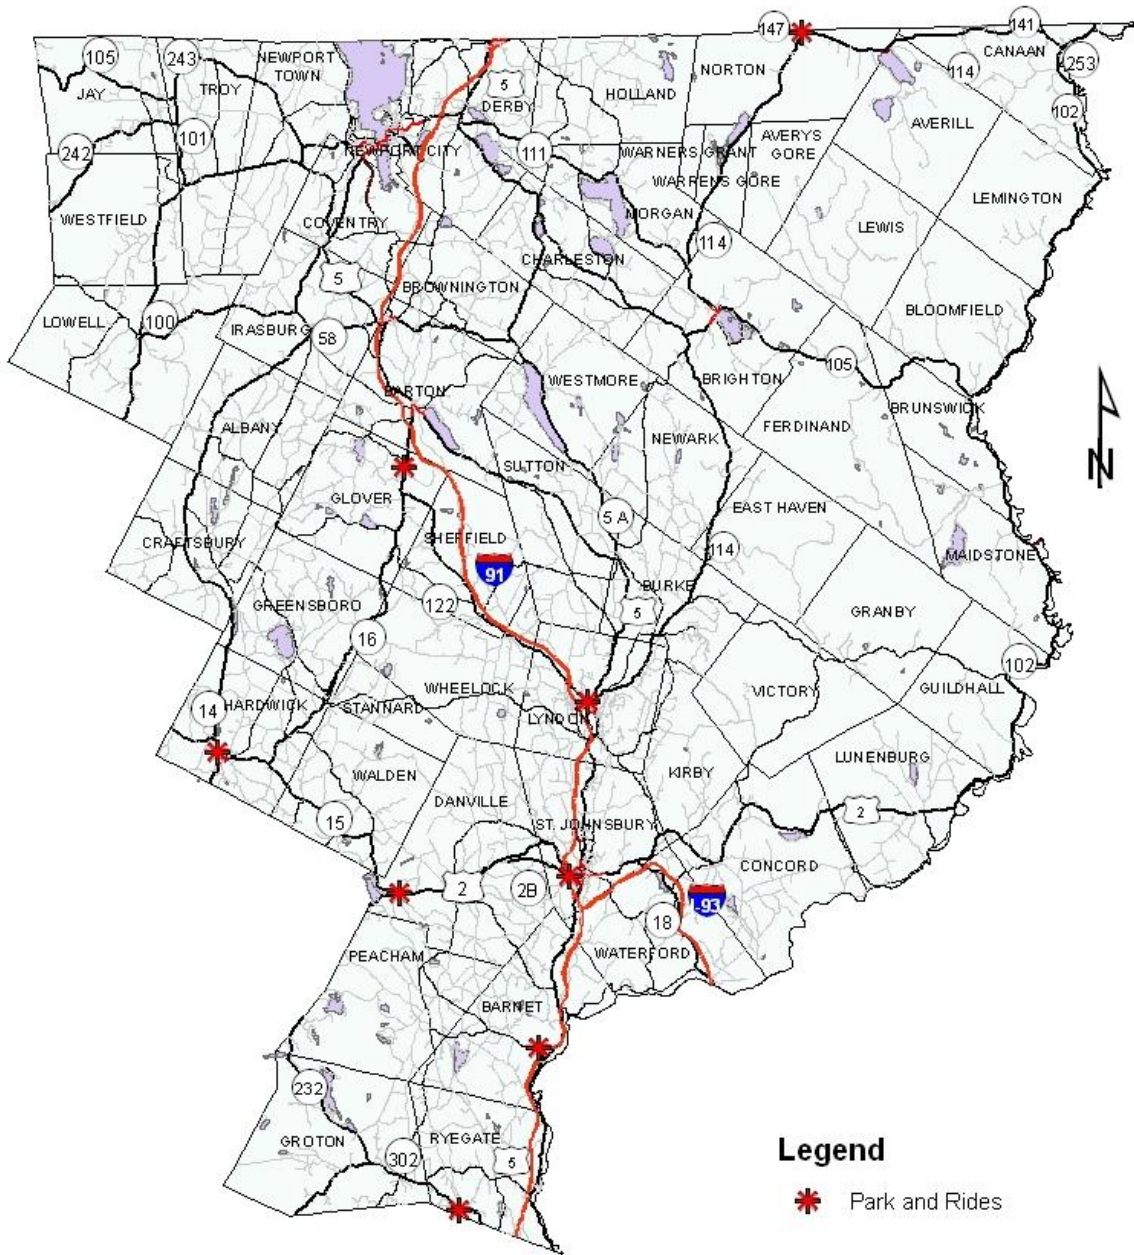 147
141
CANAAN
105
243
NEWPORT
TOWN
NORTON
114
253
JAY
TROY
5
DERBY
HOLLAND
102
AVERILL
242
101
NEWPORT CITY
111
WARNERS GRANT
AVERYS
GORE
WARRENS GORE
WESTFIELD
COVENTRY
MORGAN
LEMINGTON
114
LEWIS
CHARLESTON
5
BROWNINGTON
LOWELL
100
IRASBURG
58
BLOOMFIELD
105
BARTON
WESTMORE
BRIGHTON
BRUNSWICK
ALBANY
NEWARK
FERDINAND
SUTTON
N
GLOVER
5 A
EAST HAVEN
CRAFTSBURY
SHEFFIELD
114
MAIDSTONE
91
BURKE
GREENSBORO
122
5
GRANBY
16
102
WHEELOCK
VICTORY
GUILDHALL
14
HARDWICK
STANNARD
LYNDON
WALDEN
KIRBY
LUNENBURG
DANVILLE
15
ST. JOHNSBURY
2
CONCORD
2
2B
I-93
18
PEACHAM
WATERFORD
BARNET
232
GROTON
RYEGATE
302
5
Legend
Park and Rides